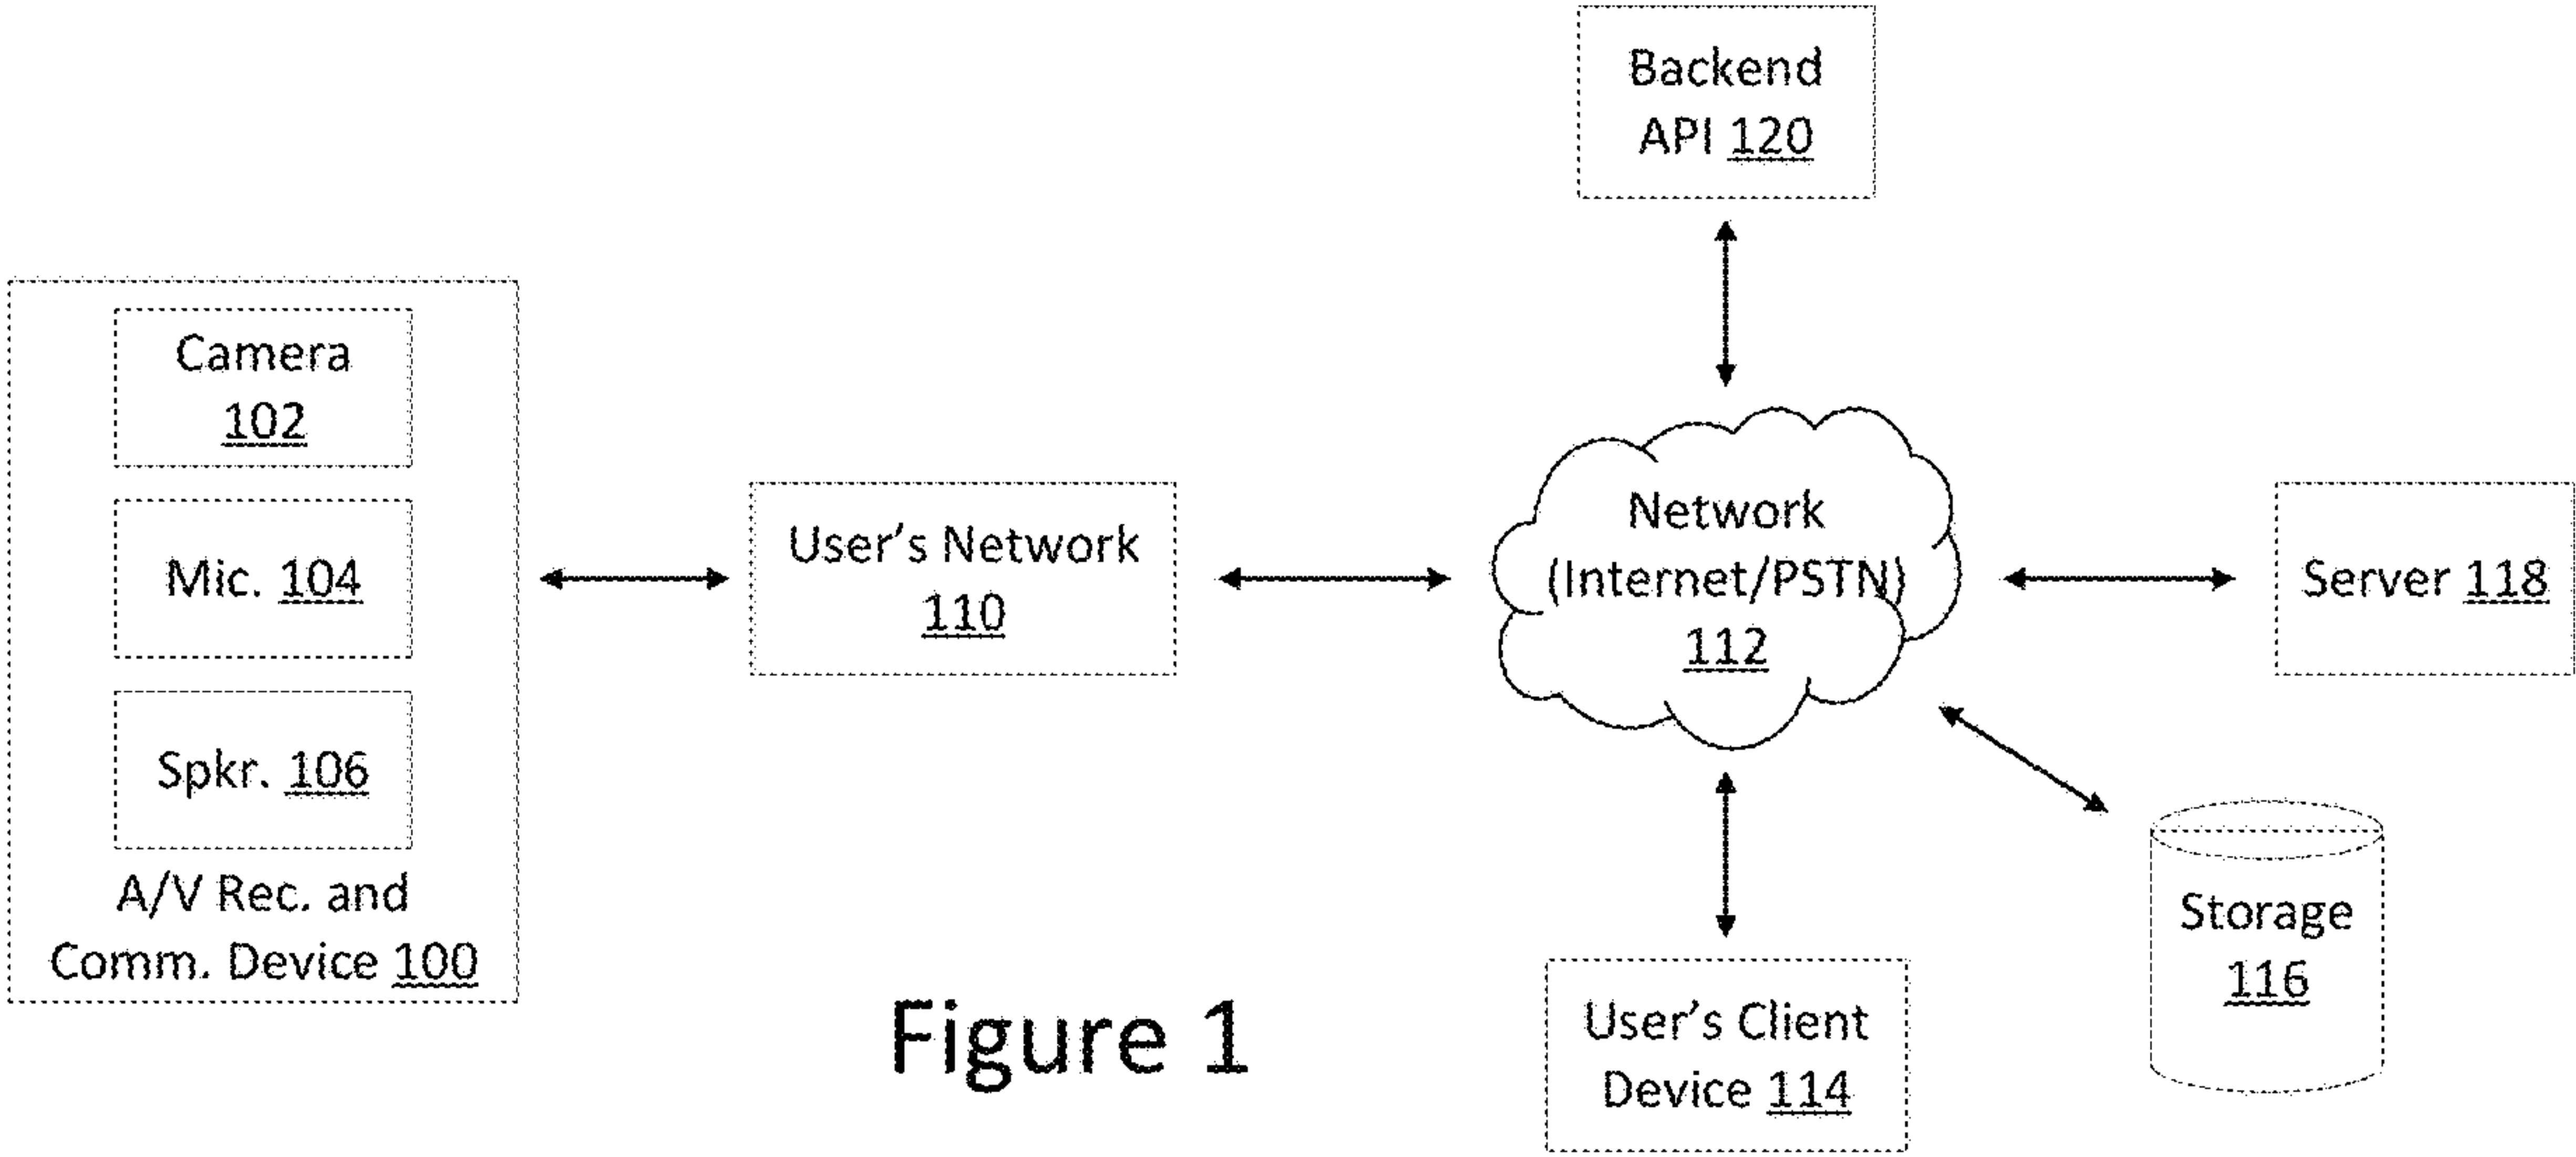 Backend
API 120
Camera
102
Mic. 104
Spkr. 106
A/V Rec. and
Comm. Device 100
User's Network
110
Network
(Internet/PSTN)
112
Server 118
Storage
116
User's Client
Device 114
Figure 1